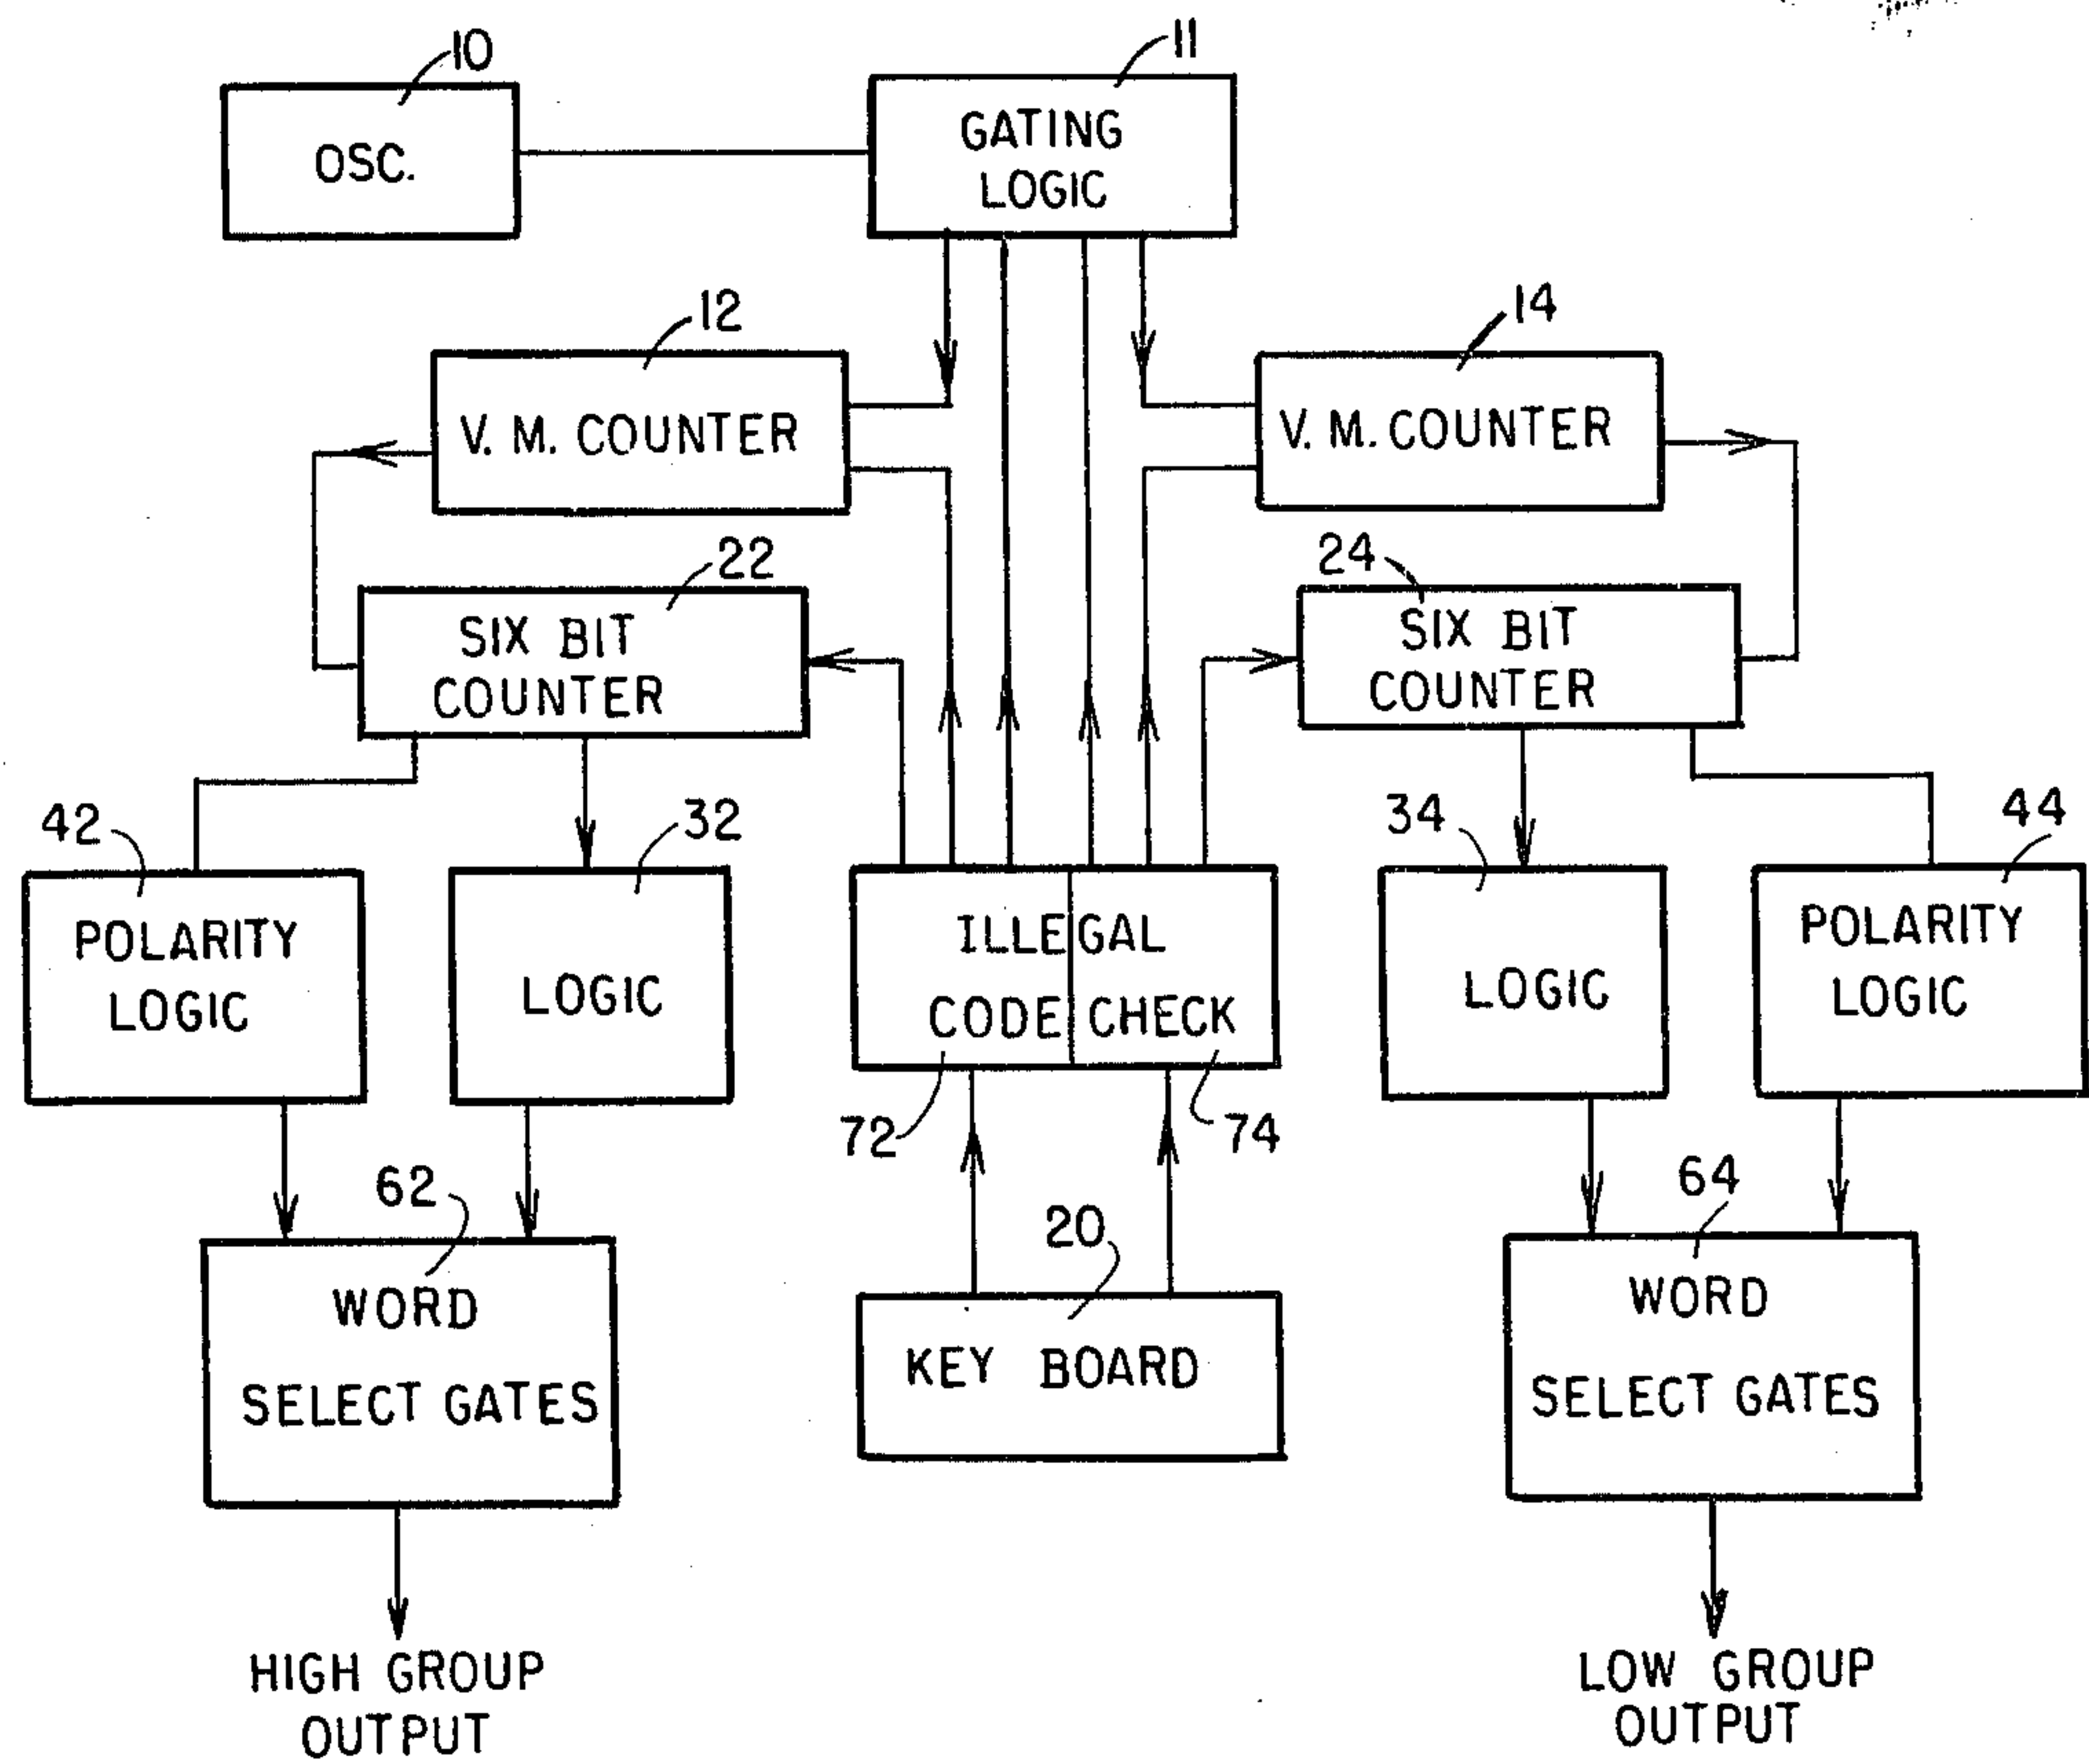 10
11
OSC.
GATING
LOGIC
12
14
V. M. COUNTER
V. M. COUNTER
22
24
SIX BIT
COUNTER
SIX BIT
COUNTER
42
32
34
44
POLARITY
LOGIC
LOGIC
ILLEGAL
CODE CHECK
LOGIC
POLARITY
LOGIC
72
74
62
20
64
WORD
SELECT GATES
KEY BOARD
WORD
SELECT GATES
HIGH GROUP
OUTPUT
LOW GROUP
OUTPUT